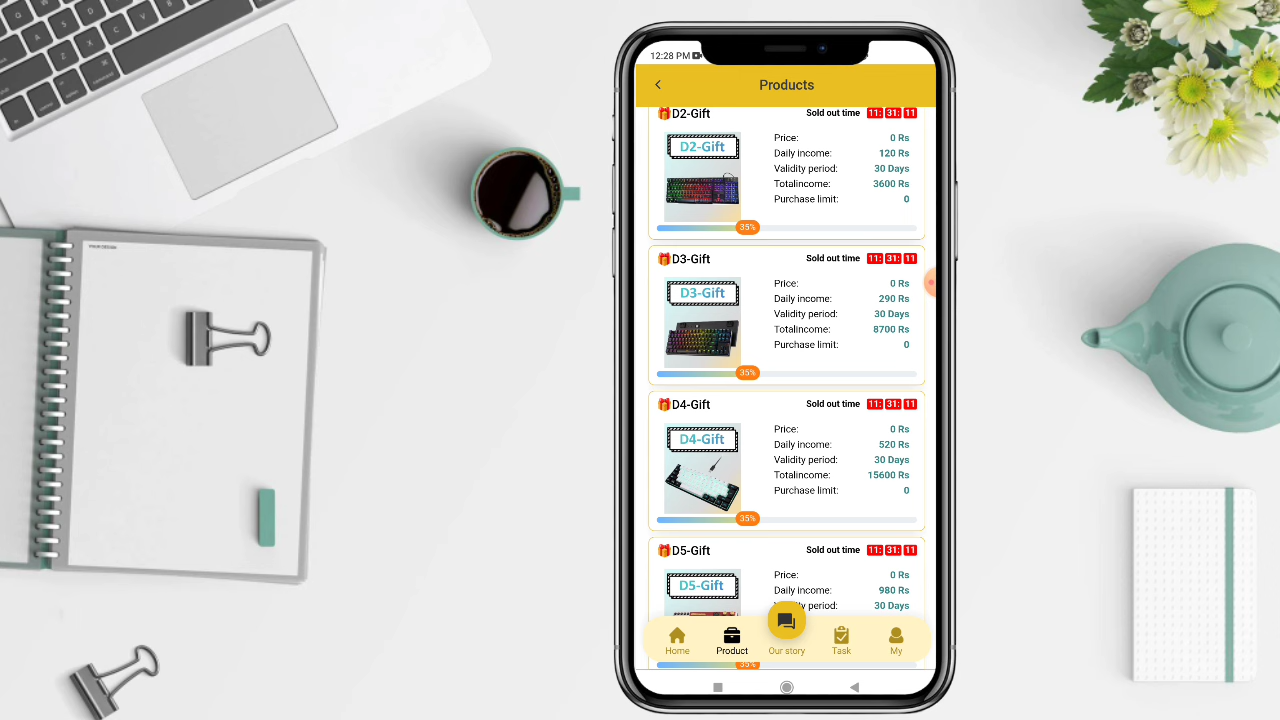 12:28 PM
Products
D2-Gift
Sold out time 11: 31: 11
D2-Gift
Price: 0 Rs
Daily income: 120 Rs
Validity period: 30 Days
Totalincome: 3600 Rs
Purchase limit: 0
35%
D3-Gift
Sold out time 11: 31: 11
D3-Gift
Price: 0 Rs
Daily income: 290 Rs
Validity period: 30 Days
Totalincome: 8700 Rs
Purchase limit: 0
35%
D4-Gift
Sold out time 11: 31: 11
D4-Gift
Price: 0 Rs
Daily income: 520 Rs
Validity period: 30 Days
Totalincome: 15600 Rs
Purchase limit: 0
35%
D5-Gift
Sold out time 11: 31: 11
D5-Gift
Price: 0 Rs
Daily income: 980 Rs
period: 30 Days
Home
Product
Our story
Task
My
35%
YOUR DESIGN